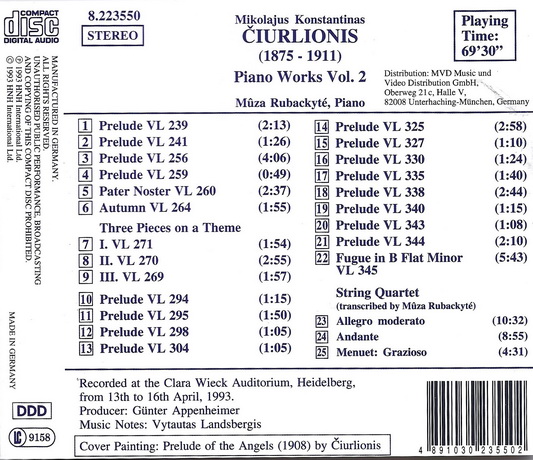 COMPACT
disc
DIGITAL AUDIO
8.223550
STEREO
Mikolajus Konstantinas
ČIURLIONIS
(1875 - 1911)
Piano Works Vol. 2
Mûza Rubackyté, Piano
Playing
Time:
69'30"
Distribution: MVD Music und
Video Distribution GmbH,
Oberweg 21c, Halle V,
82008 Unterhaching-München, Germany
MANUFACTURED IN GERMANY.
ALL RIGHTS RESERVED.
UNAUTHORISED PUBLIC PERFORMANCE, BROADCASTING
AND COPYING OF THIS COMPACT DISC PROHIBITED.
℗ 1993 HNH International Ltd.
© 1993 HNH International Ltd.
MADE IN GERMANY
1 Prelude VL 239 (2:13)
2 Prelude VL 241 (1:26)
3 Prelude VL 256 (4:06)
4 Prelude VL 259 (0:49)
5 Pater Noster VL 260 (2:37)
6 Autumn VL 264 (1:55)
Three Pieces on a Theme
7 I. VL 271 (1:54)
8 II. VL 270 (2:55)
9 III. VL 269 (1:57)
10 Prelude VL 294 (1:15)
11 Prelude VL 295 (1:50)
12 Prelude VL 298 (1:05)
13 Prelude VL 304 (1:05)
14 Prelude VL 325 (2:58)
15 Prelude VL 327 (1:10)
16 Prelude VL 330 (1:24)
17 Prelude VL 335 (1:40)
18 Prelude VL 338 (2:44)
19 Prelude VL 340 (1:15)
20 Prelude VL 343 (1:08)
21 Prelude VL 344 (2:10)
22 Fugue in B Flat Minor (5:43)
VL 345
String Quartet
(transcribed by Mûza Rubackyté)
23 Allegro moderato (10:32)
24 Andante (8:55)
25 Menuet: Grazioso (4:31)
Recorded at the Clara Wieck Auditorium, Heidelberg,
from 13th to 16th April, 1993.
Producer: Günter Appenheimer
Music Notes: Vytautas Landsbergis
Cover Painting: Prelude of the Angels (1908) by Čiurlionis
DDD
LC 9158
4 891030 235502